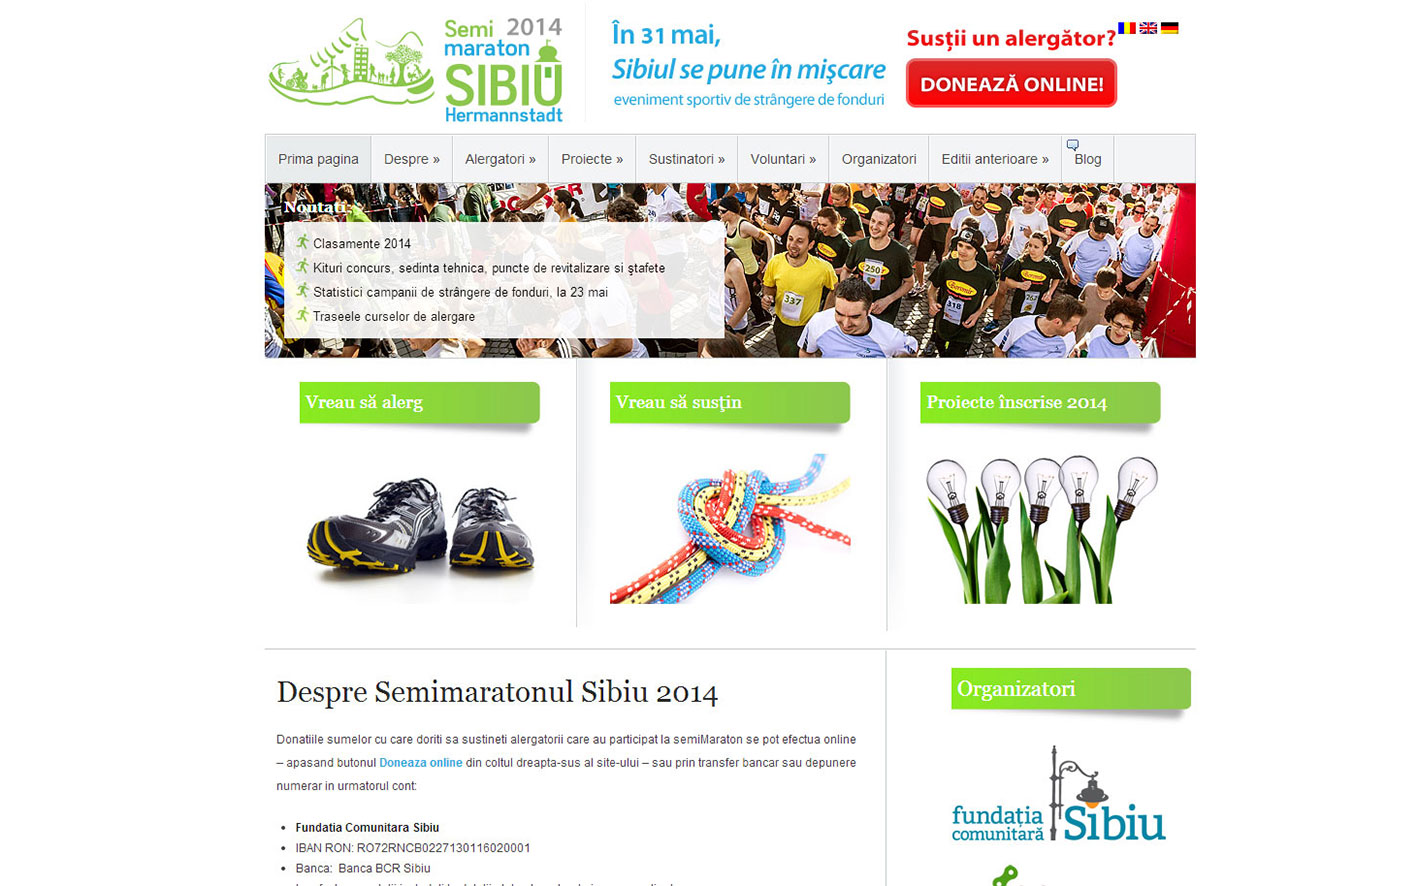 Semi 2014
maraton
SIBIU
Hermannstadt
În 31 mai,
Sibiul se pune în mişcare
eveniment sportiv de strângere de fonduri
Susții un alergător?
DONEAZĂ ONLINE!
Prima pagina
Despre »
Alergatori »
Proiecte »
Sustinatori »
Voluntari »
Organizatori
Editii anterioare »
Blog
Noutati:
Clasamente 2014
Kituri concurs, sedinta tehnica, puncte de revitalizare si ştafete
Statistici campanii de strângere de fonduri, la 23 mai
Traseele curselor de alergare
337
250
318
262
Vreau să alerg
Vreau să susţin
Proiecte înscrise 2014
Despre Semimaratonul Sibiu 2014
Donatiile sumelor cu care doriti sa sustineti alergatorii care au participat la semiMaraton se pot efectua online
– apasand butonul Doneaza online din coltul dreapta-sus al site-ului – sau prin transfer bancar sau depunere
numerar in urmatorul cont:
• Fundatia Comunitara Sibiu
• IBAN RON: RO72RNCB0227130116020001
• Banca: Banca BCR Sibiu
Organizatori
fundația
comunitară
Sibiu